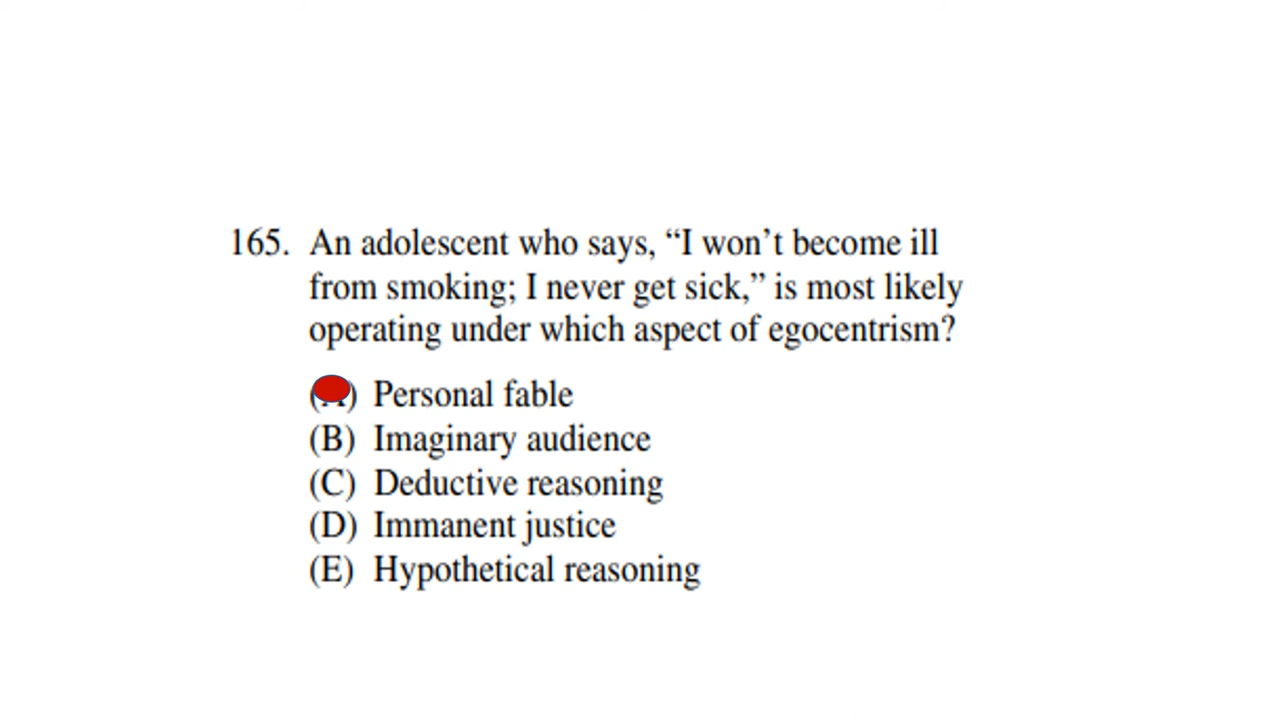 165. An adolescent who says, “I won’t become ill
from smoking; I never get sick,” is most likely
operating under which aspect of egocentrism?
(A) Personal fable
(B) Imaginary audience
(C) Deductive reasoning
(D) Immanent justice
(E) Hypothetical reasoning